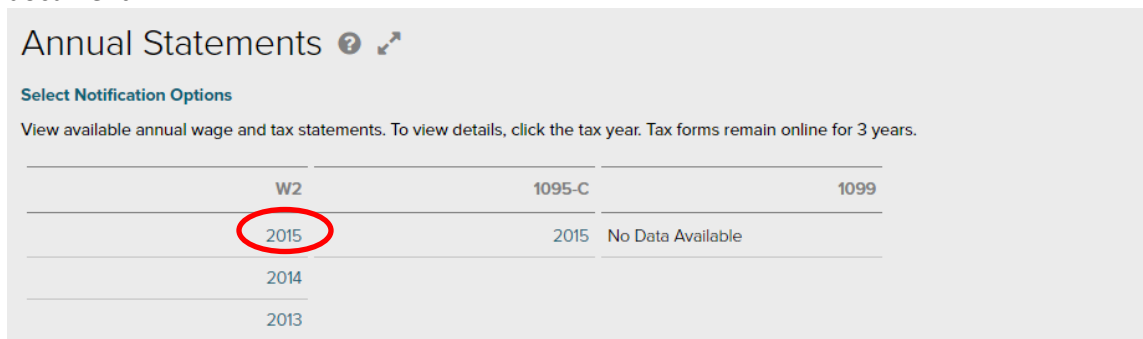 Annual Statements
Select Notification Options
View available annual wage and tax statements. To view details, click the tax year. Tax forms remain online for 3 years.
W2 1095-C 1099
2015 2015 No Data Available
2014
2013